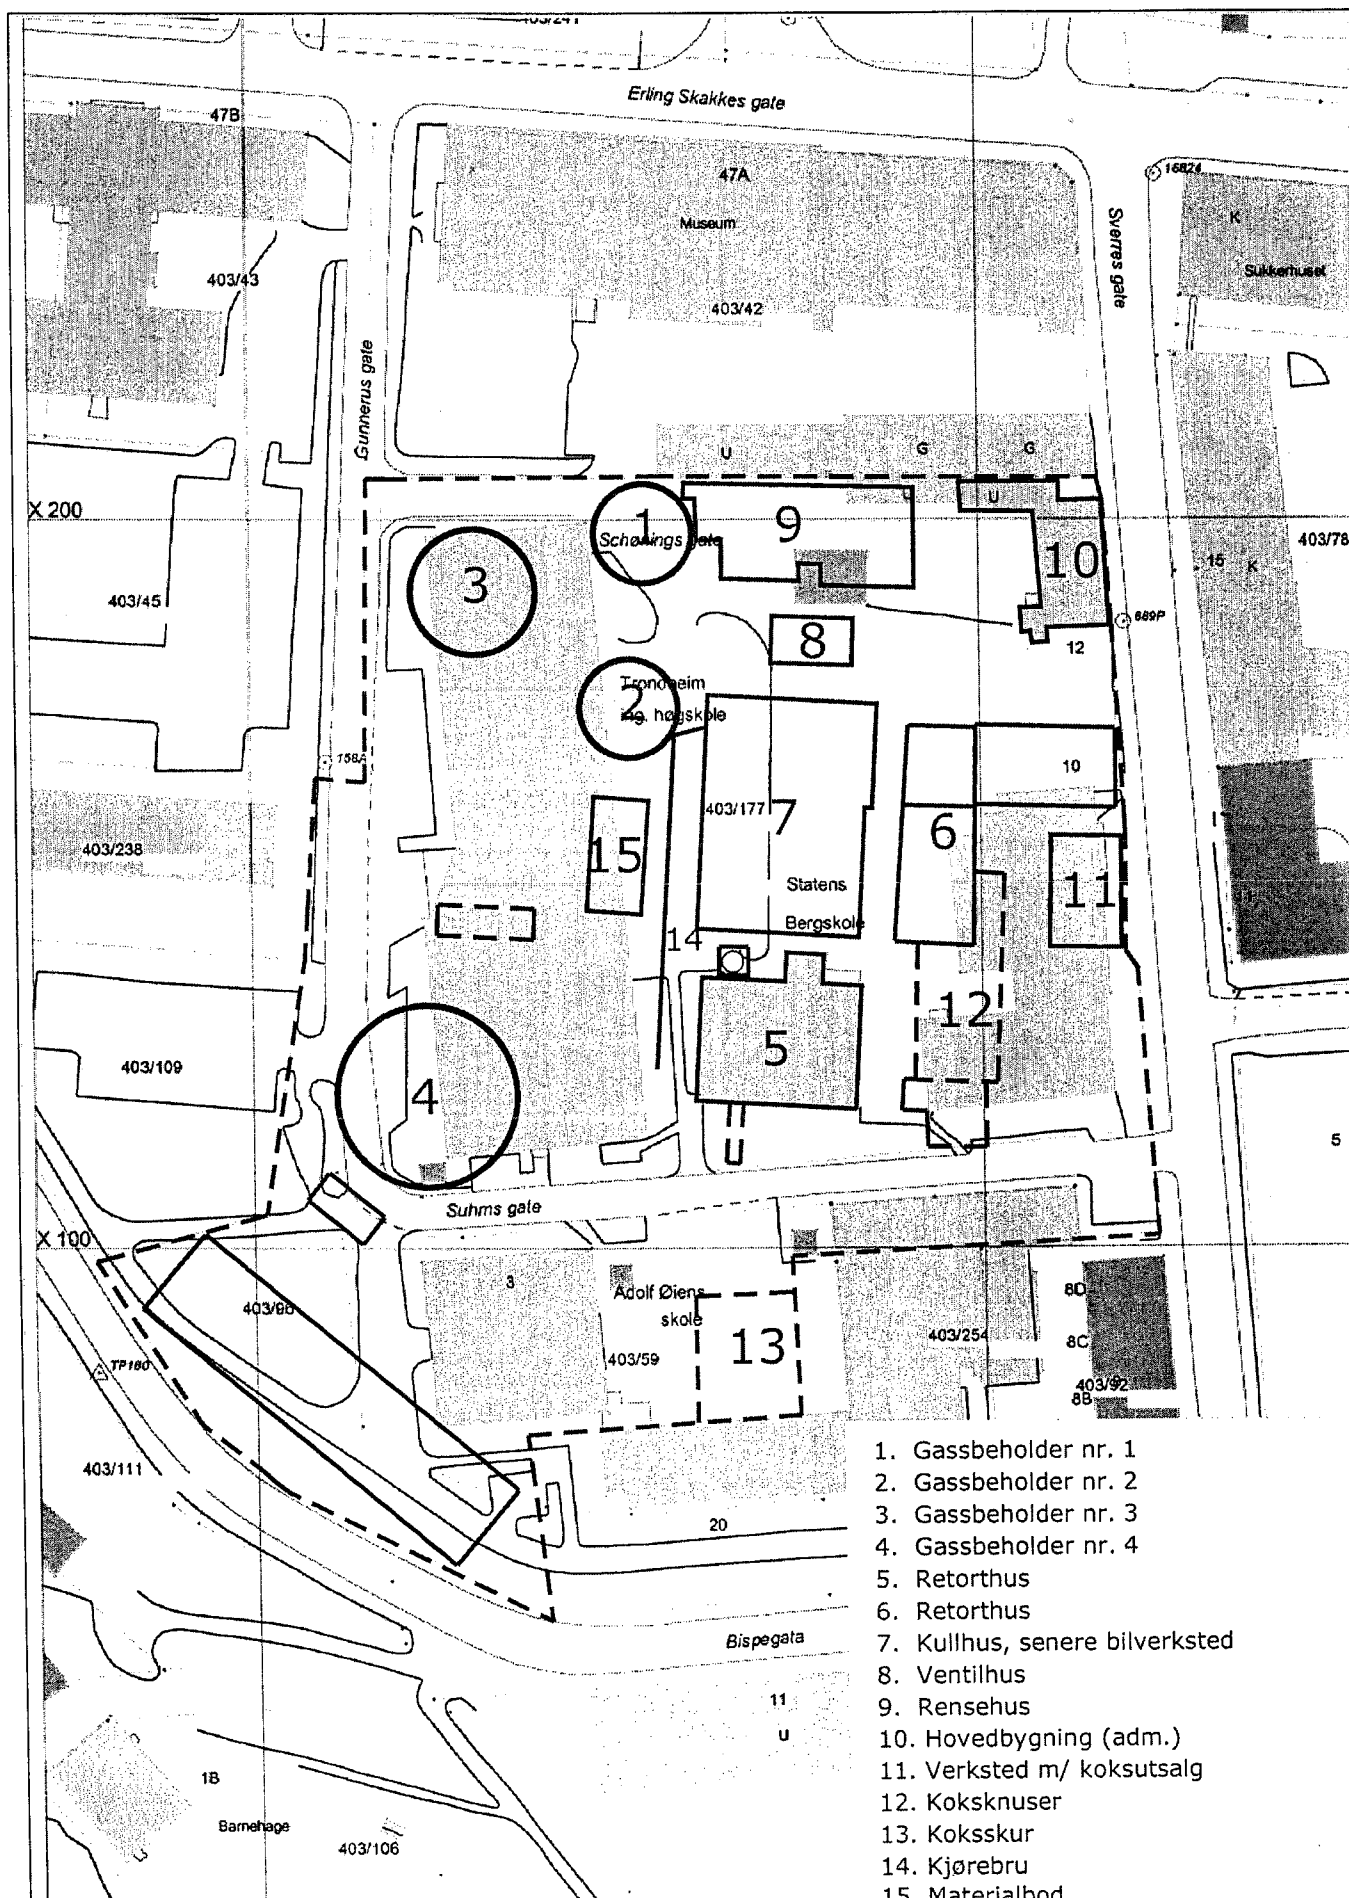 47B
Erling Skakkes gate
47A
16824
Museum
Sverres gate
K
Sukkerhuset
403/43
403/42
Gunnerus gate
U
G
G
U
X 200
1
9
Schønings gate
10
403/78
15
K
3
403/45
8
689P
12
Trondheim
2
ing. høgskole
158A
10
403/177
7
6
403/238
15
11
Statens
Bergskole
14
12
5
403/109
4
5
Suhms gate
X 100
3
Adolf Øiens
skole
403/96
13
403/59
403/254
8D
8C
403/92
8B
TP180
403/111
20
Bispegata
11
U
1B
Barnehage
403/106
1. Gassbeholder nr. 1
2. Gassbeholder nr. 2
3. Gassbeholder nr. 3
4. Gassbeholder nr. 4
5. Retorthus
6. Retorthus
7. Kullhus, senere bilverksted
8. Ventilhus
9. Rensehus
10. Hovedbygning (adm.)
11. Verksted m/ koksutsalg
12. Koksknuser
13. Koksskur
14. Kjørebru
15. Materialbod